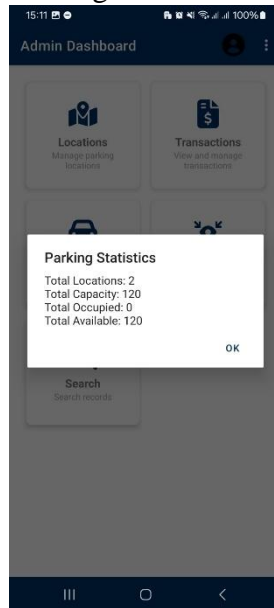 15:11
100%
Admin Dashboard
Locations
Manage parking
locations
Transactions
View and manage
transactions
Parking Statistics
Total Locations: 2
Total Capacity: 120
Total Occupied: 0
Total Available: 120
OK
Search
Search records